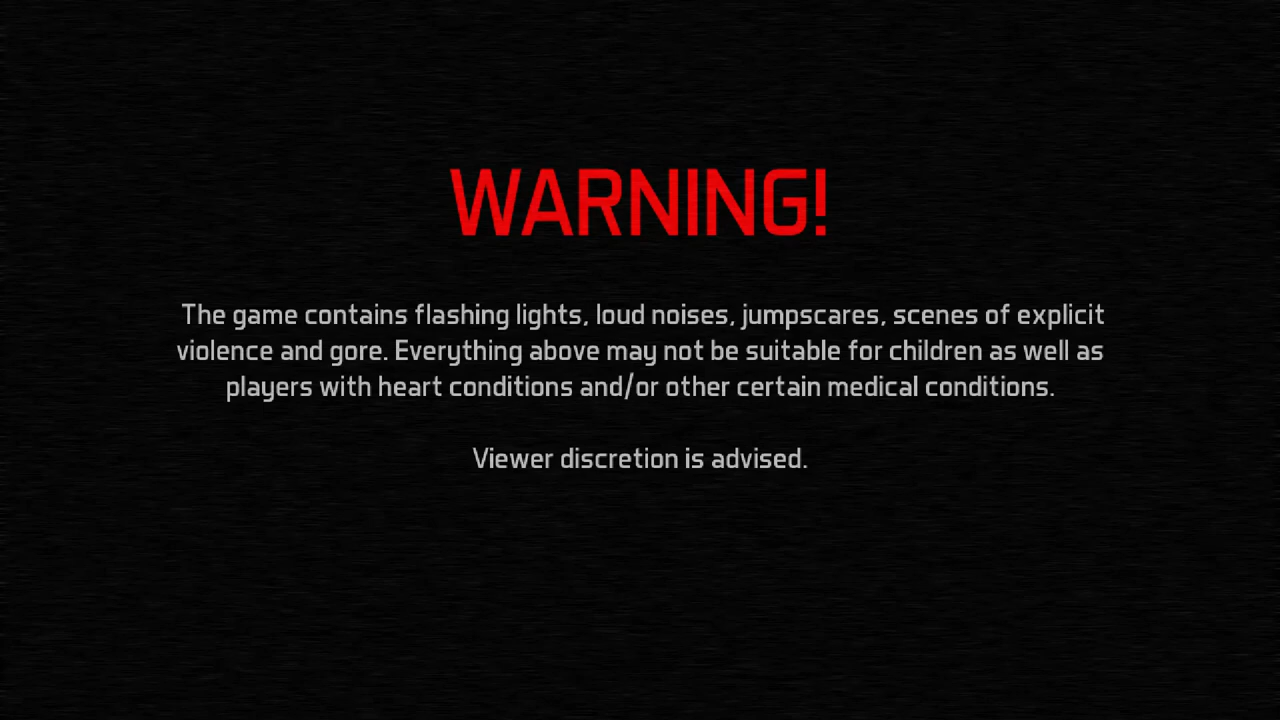 WARNING!
The game contains flashing lights, loud noises, jumpscares, scenes of explicit
violence and gore. Everything above may not be suitable for children as well as
players with heart conditions and/or other certain medical conditions.
Viewer discretion is advised.